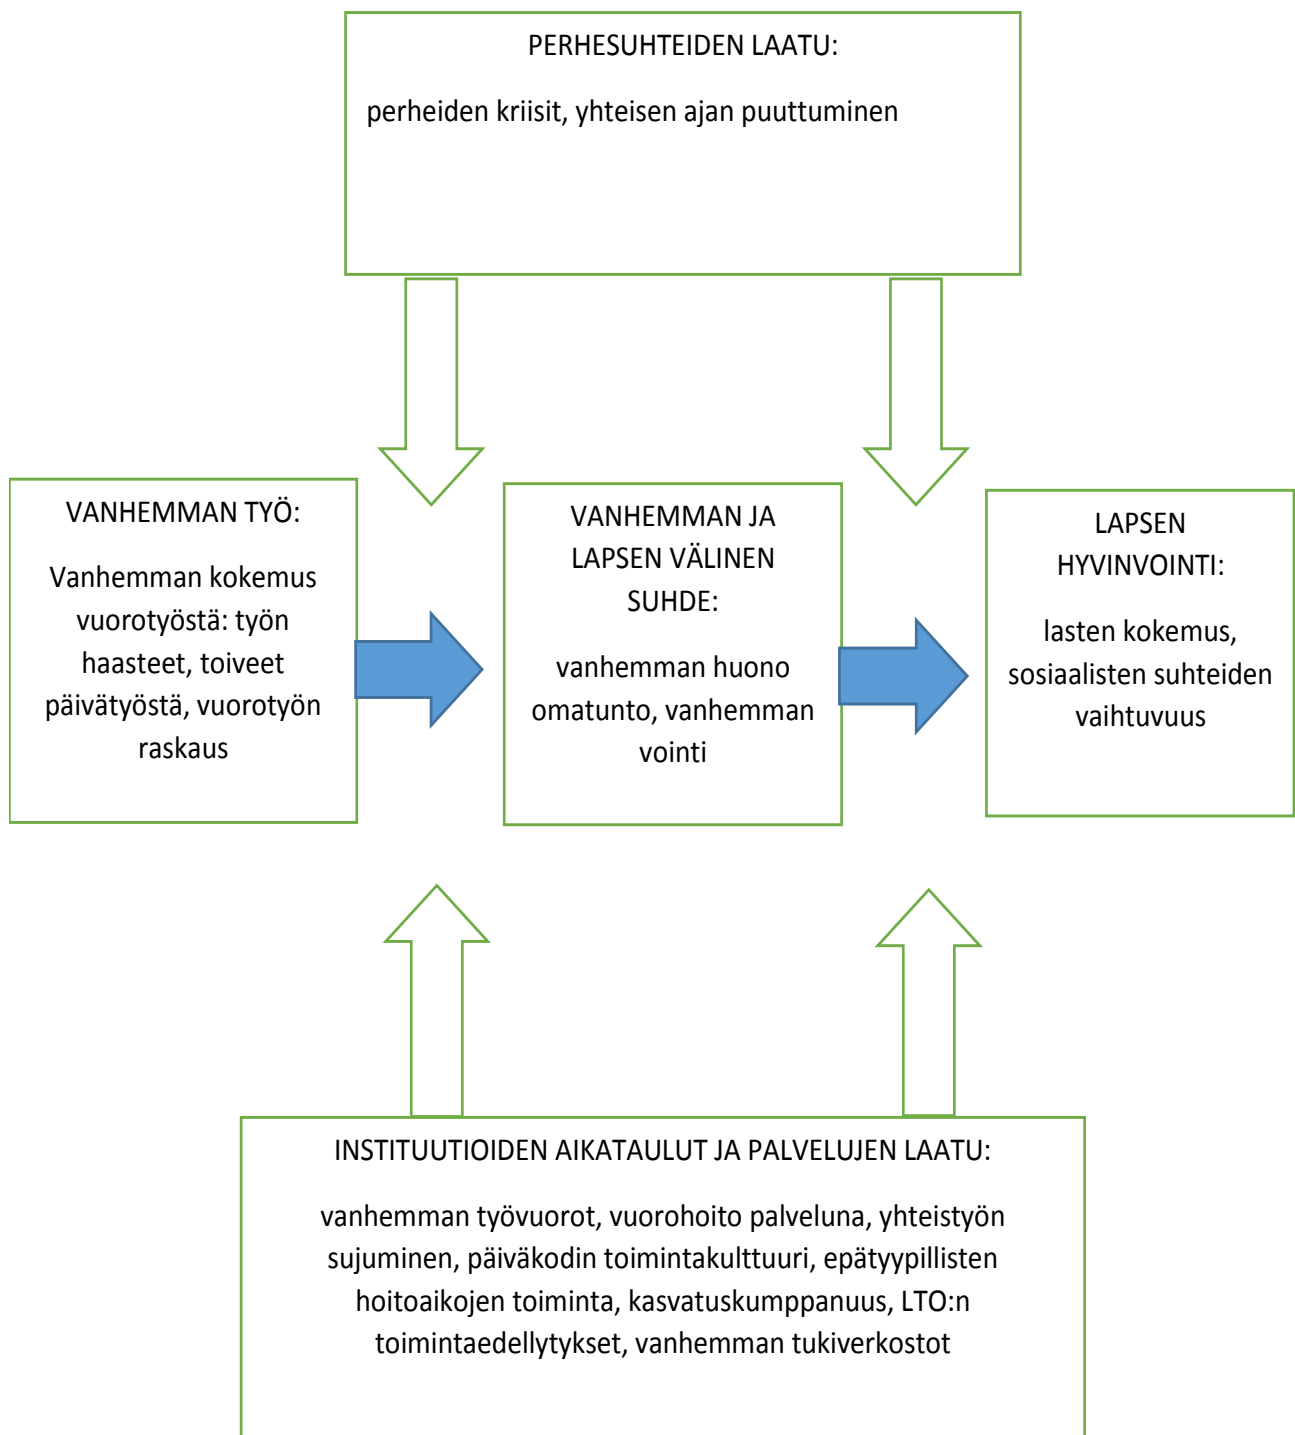 PERHESUHTEIDEN LAATU:
perheiden kriisit, yhteisen ajan puuttuminen
VANHEMMAN TYÖ:
Vanhemman kokemus
vuorotyöstä: työn
haasteet, toiveet
päivätyöstä, vuorotyön
raskaus
VANHEMMAN JA
LAPSEN VÄLINEN
SUHDE:
vanhemman huono
omatunto, vanhemman
vointi
LAPSEN
HYVINVOINTI:
lasten kokemus,
sosiaalisten suhteiden
vaihtuvuus
INSTITUUTIOIDEN AIKATAULUT JA PALVELUJEN LAATU:
vanhemman työvuorot, vuorohoito palveluna, yhteistyön
sujuminen, päiväkodin toimintakulttuuri, epätyypillisten
hoitoaikojen toiminta, kasvatuskumppanuus, LTO:n
toimintaedellytykset, vanhemman tukiverkostot